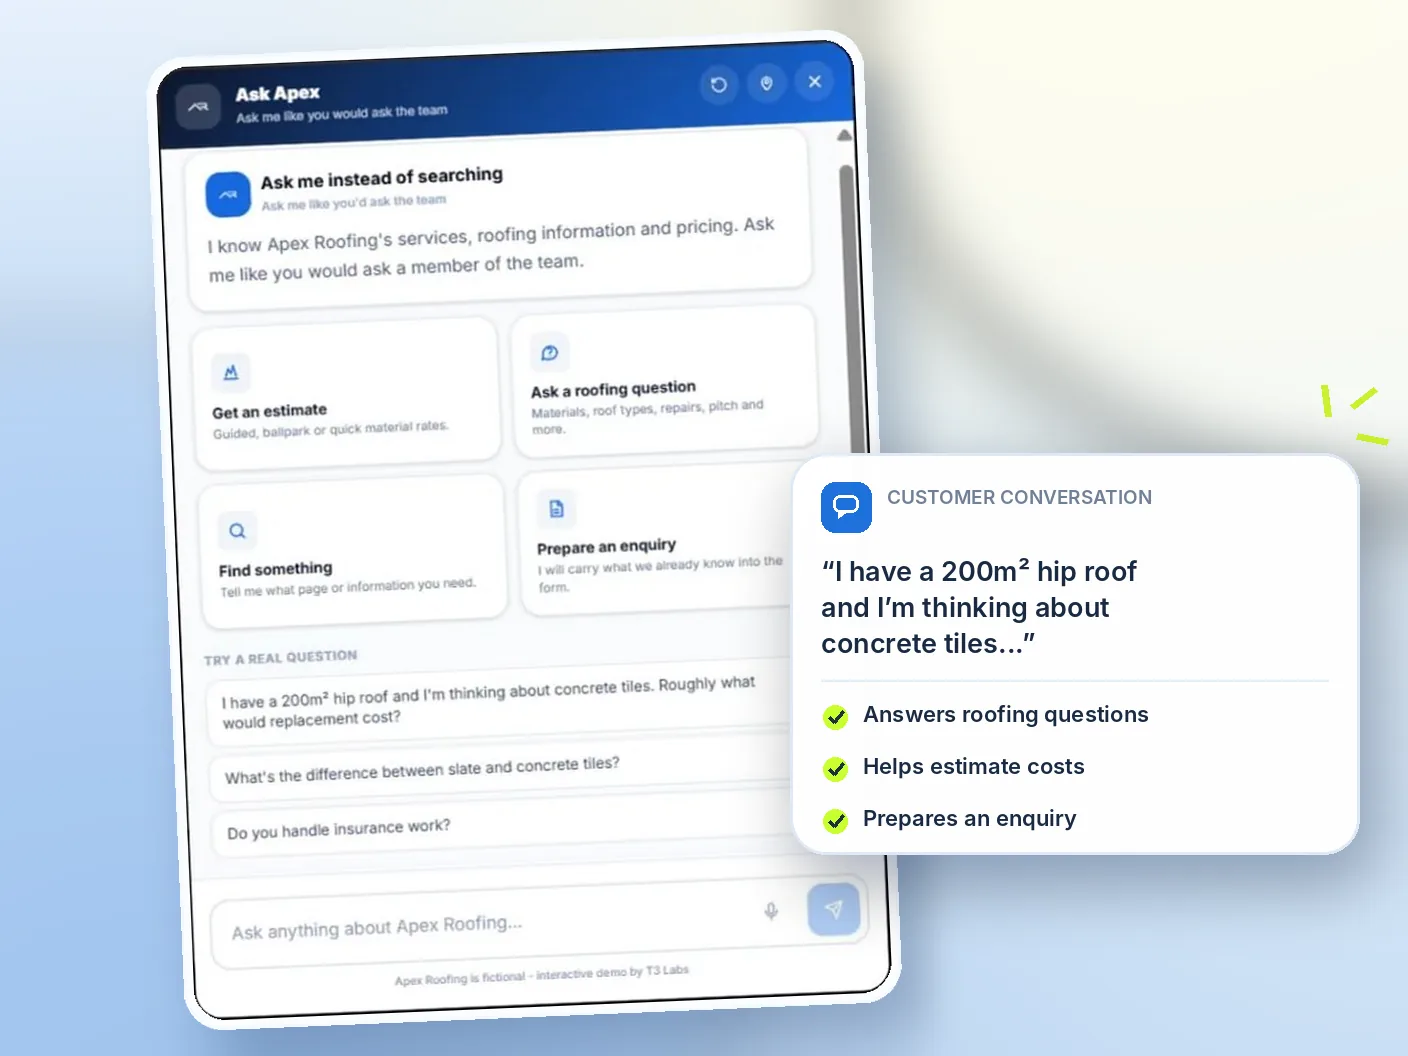 Ask Apex
Ask me like you would ask the team
Ask me instead of searching
Ask me like you'd ask the team
I know Apex Roofing's services, roofing information and pricing. Ask
me like you would ask a member of the team.
Get an estimate
Guided, ballpark or quick material rates.
Ask a roofing question
Materials, roof types, repairs, pitch and
more.
Find something
Tell me what page or information you need.
Prepare an enquiry
I will carry what we already know into the
form.
TRY A REAL QUESTION
I have a 200m² hip roof and I'm thinking about concrete tiles. Roughly what
would replacement cost?
What's the difference between slate and concrete tiles?
Do you handle insurance work?
Ask anything about Apex Roofing...
Apex Roofing is fictional - interactive demo by T3 Labs
CUSTOMER CONVERSATION
“I have a 200m² hip roof
and I’m thinking about
concrete tiles...”
Answers roofing questions
Helps estimate costs
Prepares an enquiry